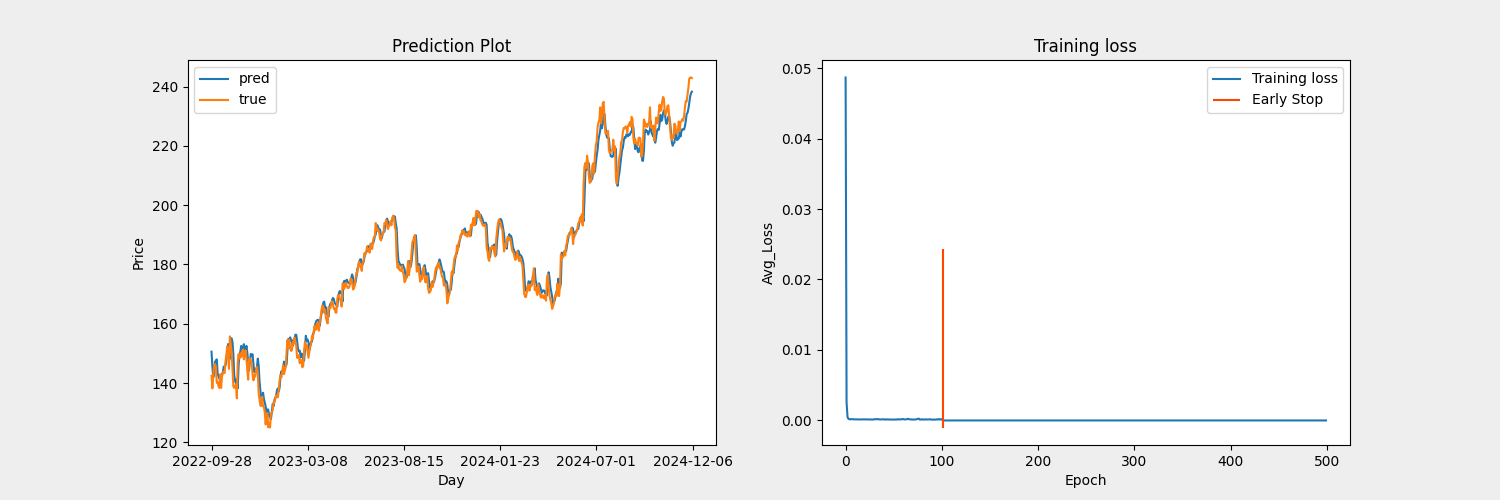 Prediction Plot
pred
true
240
220
200
180
160
140
120
Price
2022-09-28 2023-03-08 2023-08-15 2024-01-23 2024-07-01 2024-12-06
Day
Training loss
Training loss
Early Stop
0.05
0.04
0.03
0.02
0.01
0.00
Avg_Loss
0 100 200 300 400 500
Epoch